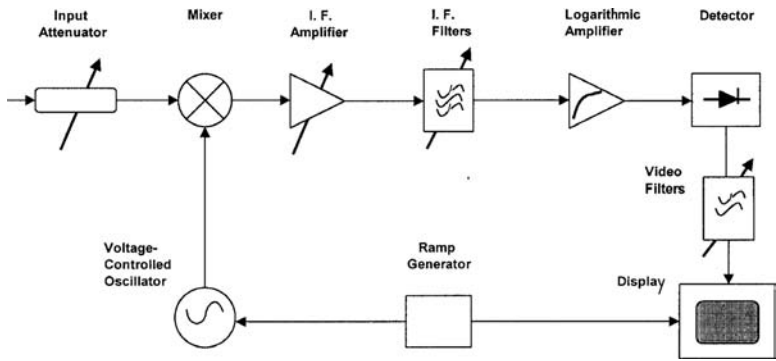 Input
Attenuator
Mixer
I. F.
Amplifier
I. F.
Filters
Logarithmic
Amplifier
Detector
Video
Filters
Voltage-
Controlled
Oscillator
Ramp
Generator
Display